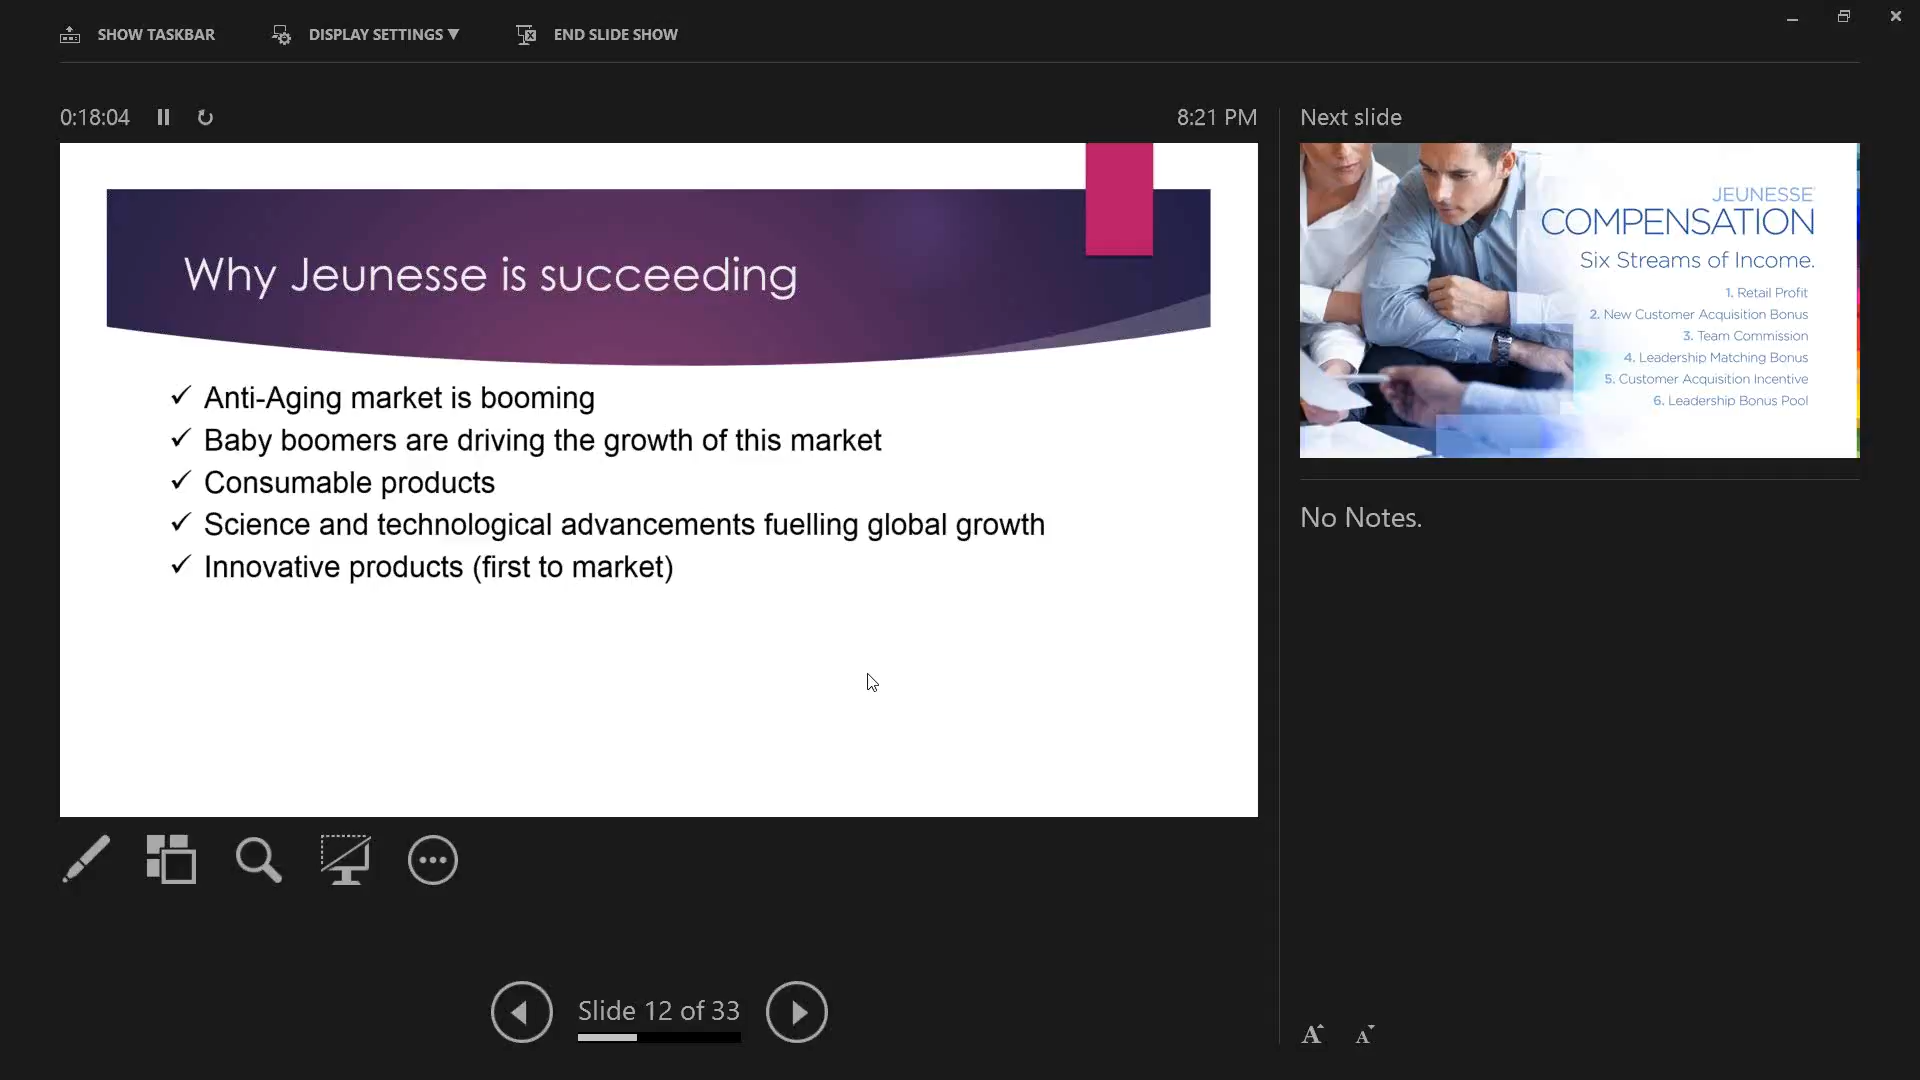 SHOW TASKBAR
DISPLAY SETTINGS ▼
END SLIDE SHOW
0:18:04
8:21 PM
Why Jeunesse is succeeding
✓ Anti-Aging market is booming
✓ Baby boomers are driving the growth of this market
✓ Consumable products
✓ Science and technological advancements fuelling global growth
✓ Innovative products (first to market)
Slide 12 of 33
Next slide
JEUNESSE
COMPENSATION
Six Streams of Income.
1. Retail Profit
2. New Customer Acquisition Bonus
3. Team Commission
4. Leadership Matching Bonus
5. Customer Acquisition Incentive
6. Leadership Bonus Pool
No Notes.
A A